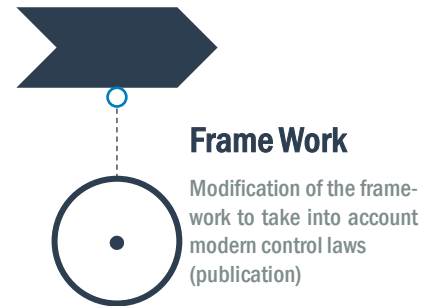 Frame Work
Modification of the frame-
work to take into account
modern control laws
(publication)